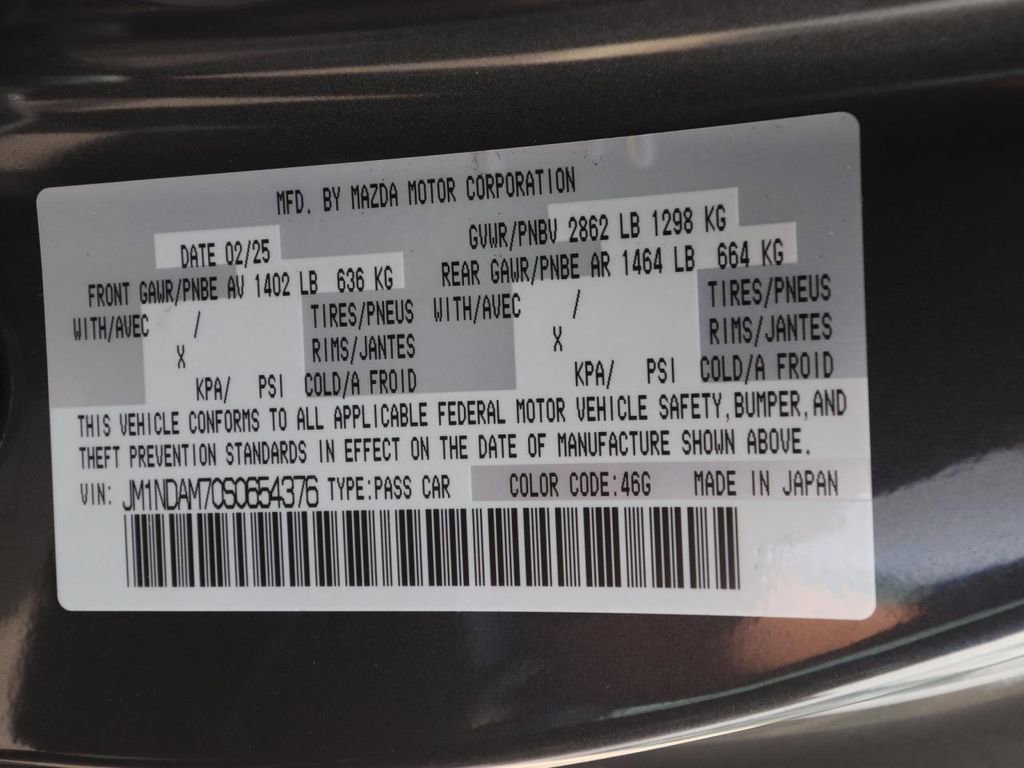 MFD. BY MAZDA MOTOR CORPORATION
DATE 02/25 GVWR/PNBV 2862 LB 1298 KG
FRONT GAWR/PNBE AV 1402 LB 636 KG REAR GAWR/PNBE AR 1464 LB 664 KG
WITH/AVEC / TIRES/PNEUS WITH/AVEC / TIRES/PNEUS
X RIMS/JANTES X RIMS/JANTES
KPA/ PSI COLD/A FROID KPA/ PSI COLD/A FROID
THIS VEHICLE CONFORMS TO ALL APPLICABLE FEDERAL MOTOR VEHICLE SAFETY, BUMPER, AND
THEFT PREVENTION STANDARDS IN EFFECT ON THE DATE OF MANUFACTURE SHOWN ABOVE.
VIN: JM1NDAM70S0654376 TYPE:PASS CAR COLOR CODE:46G MADE IN JAPAN